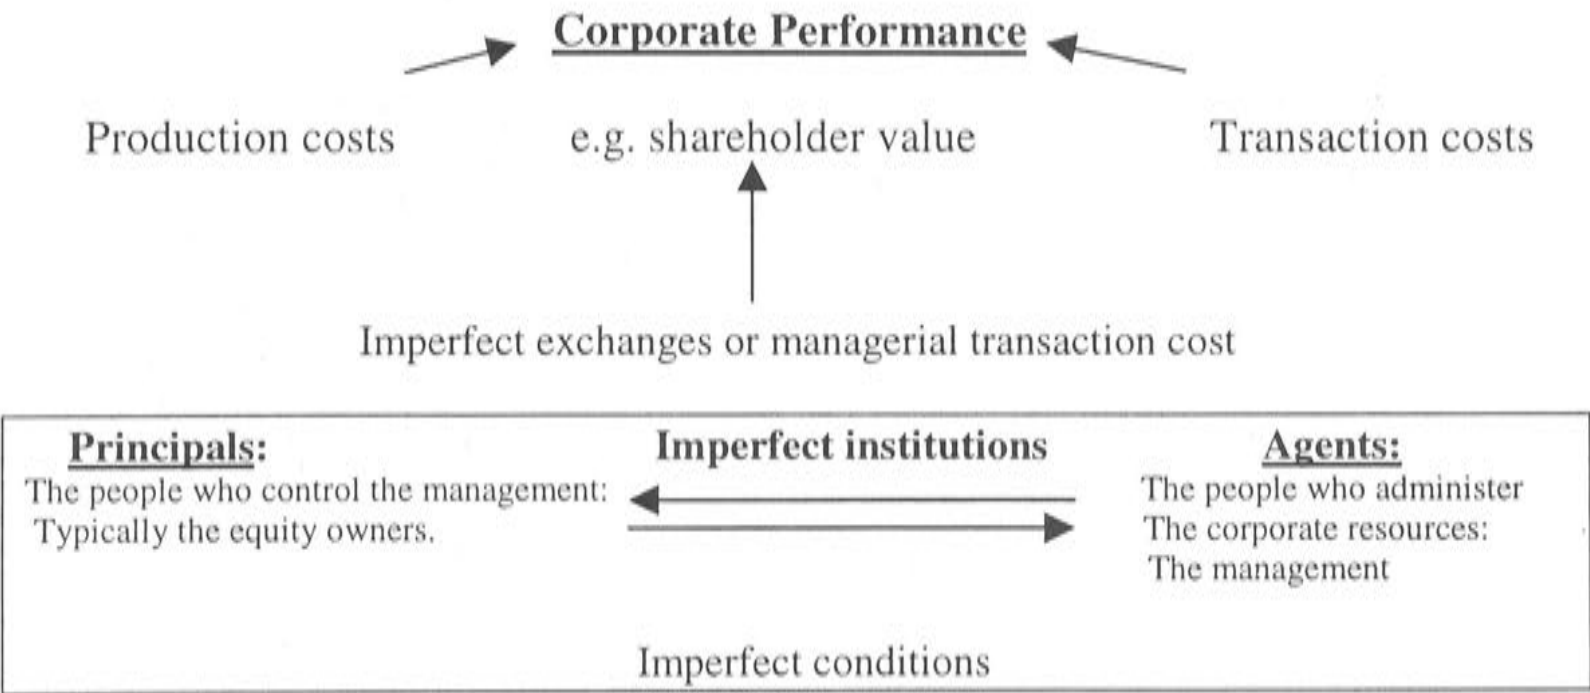 Corporate Performance
Production costs
e.g. shareholder value
Transaction costs
Imperfect exchanges or managerial transaction cost
Principals:
The people who control the management:
Typically the equity owners.
Imperfect institutions
Agents:
The people who administer
The corporate resources:
The management
Imperfect conditions